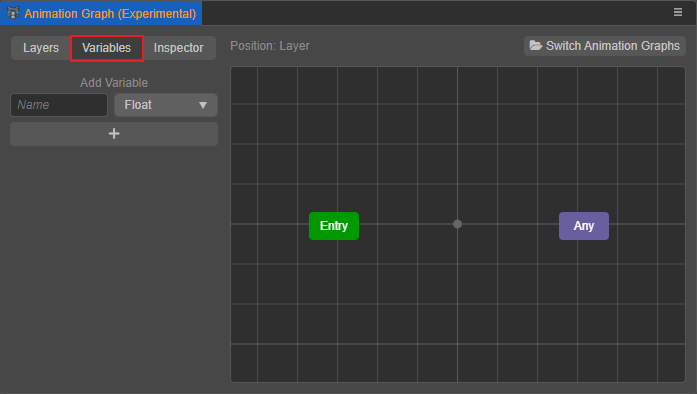 Animation Graph (Experimental)
Layers Variables Inspector
Position: Layer
Switch Animation Graphs
Add Variable
Name Float
+
Entry
Any